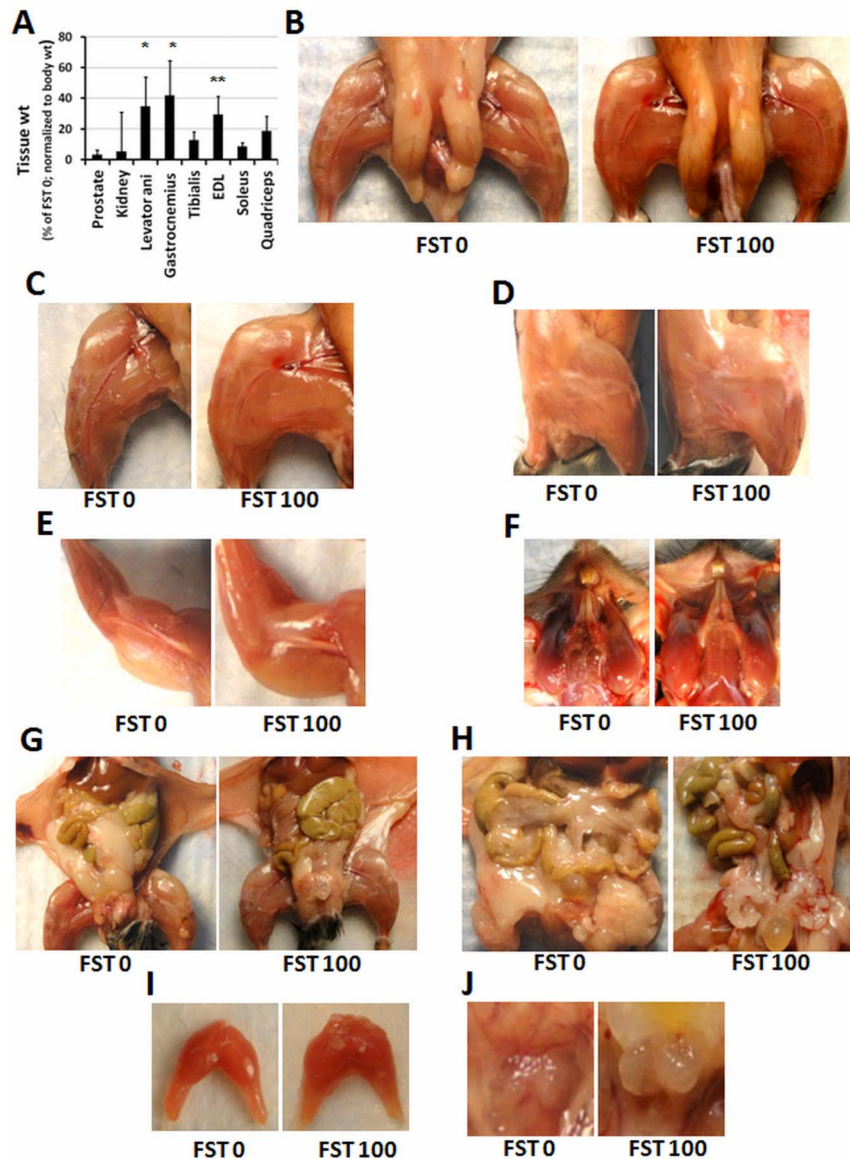 A
B
80
60
40
20
0
Tissue wt
(% of FST 0; normalized to body wt)
*
*
**
Prostate
Kidney
Levator ani
Gastrocnemius
Tibialis
EDL
Soleus
Quadriceps
FST 0
FST 100
C
D
FST 0
FST 100
FST 0
FST 100
E
F
FST 0
FST 100
FST 0
FST 100
G
H
FST 0
FST 100
FST 0
FST 100
I
J
FST 0
FST 100
FST 0
FST 100